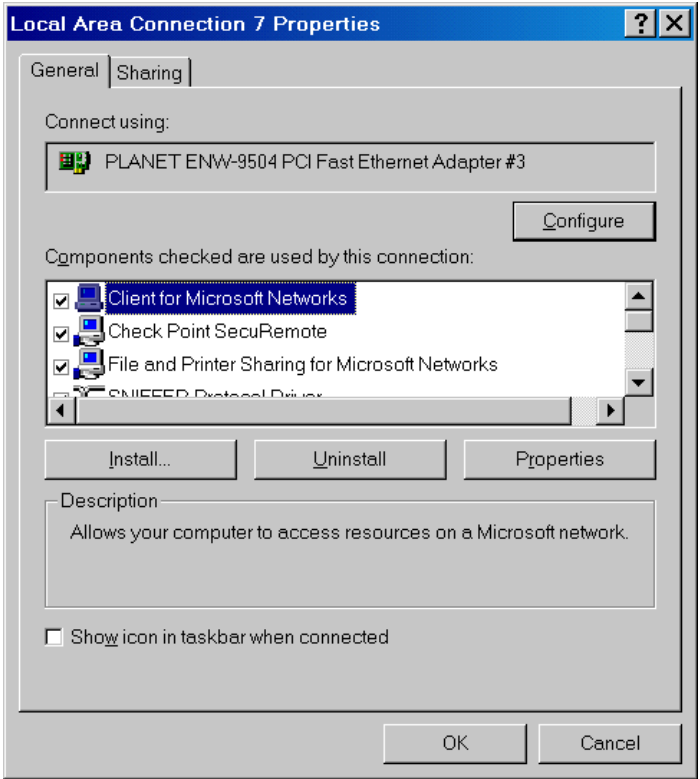 Local Area Connection 7 Properties
General
Sharing
Connect using:
PLANET ENW-9504 PCI Fast Ethernet Adapter #3
Configure
Components checked are used by this connection:
Client for Microsoft Networks
Check Point SecuRemote
File and Printer Sharing for Microsoft Networks
SNIFFER Protocol Driver
Install...
Uninstall
Properties
Description
Allows your computer to access resources on a Microsoft network.
Show icon in taskbar when connected
OK
Cancel